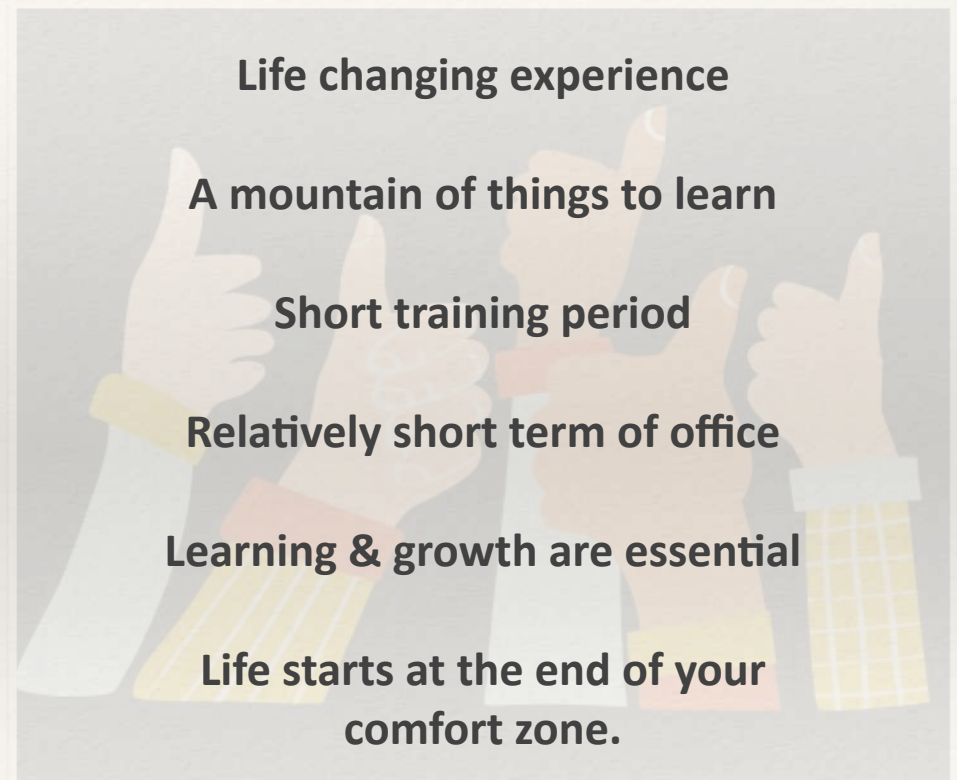 Life changing experience
A mountain of things to learn
Short training period
Relatively short term of office
Learning & growth are essential
Life starts at the end of your
comfort zone.